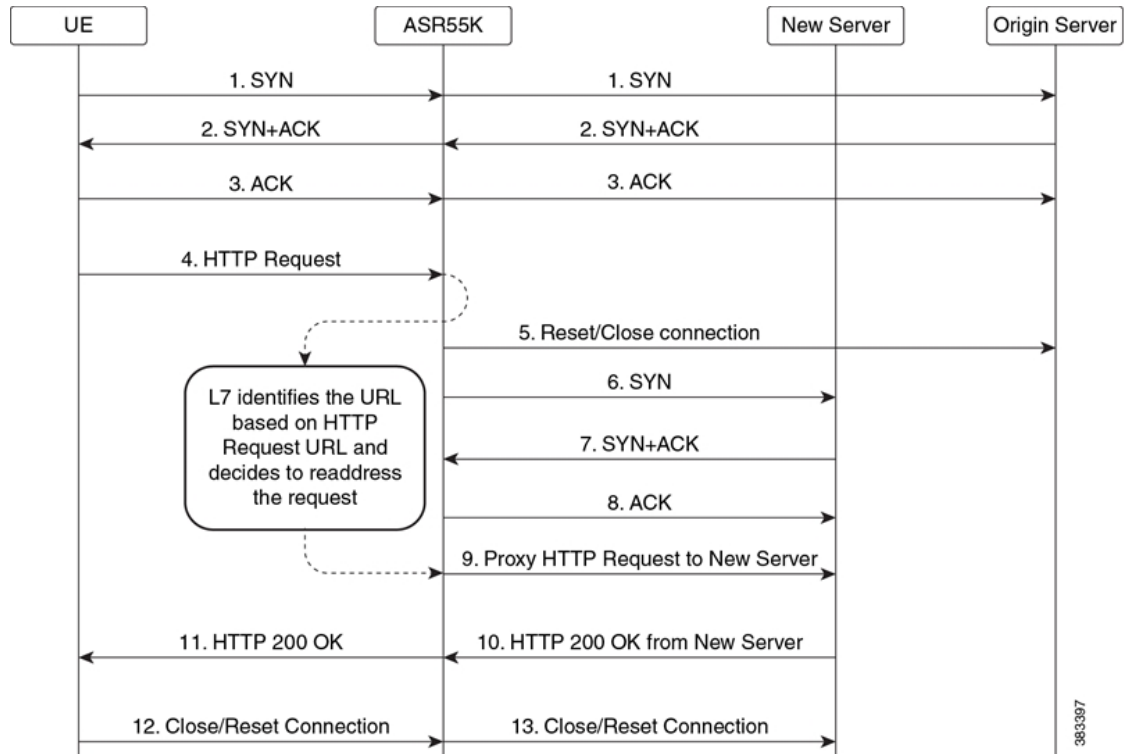 UE
ASR55K
New Server
Origin Server
1. SYN
1. SYN
2. SYN+ACK
2. SYN+ACK
3. ACK
3. ACK
4. HTTP Request
5. Reset/Close connection
L7 identifies the URL
based on HTTP
Request URL and
decides to readdress
the request
6. SYN
7. SYN+ACK
8. ACK
9. Proxy HTTP Request to New Server
11. HTTP 200 OK
10. HTTP 200 OK from New Server
12. Close/Reset Connection
13. Close/Reset Connection
383397